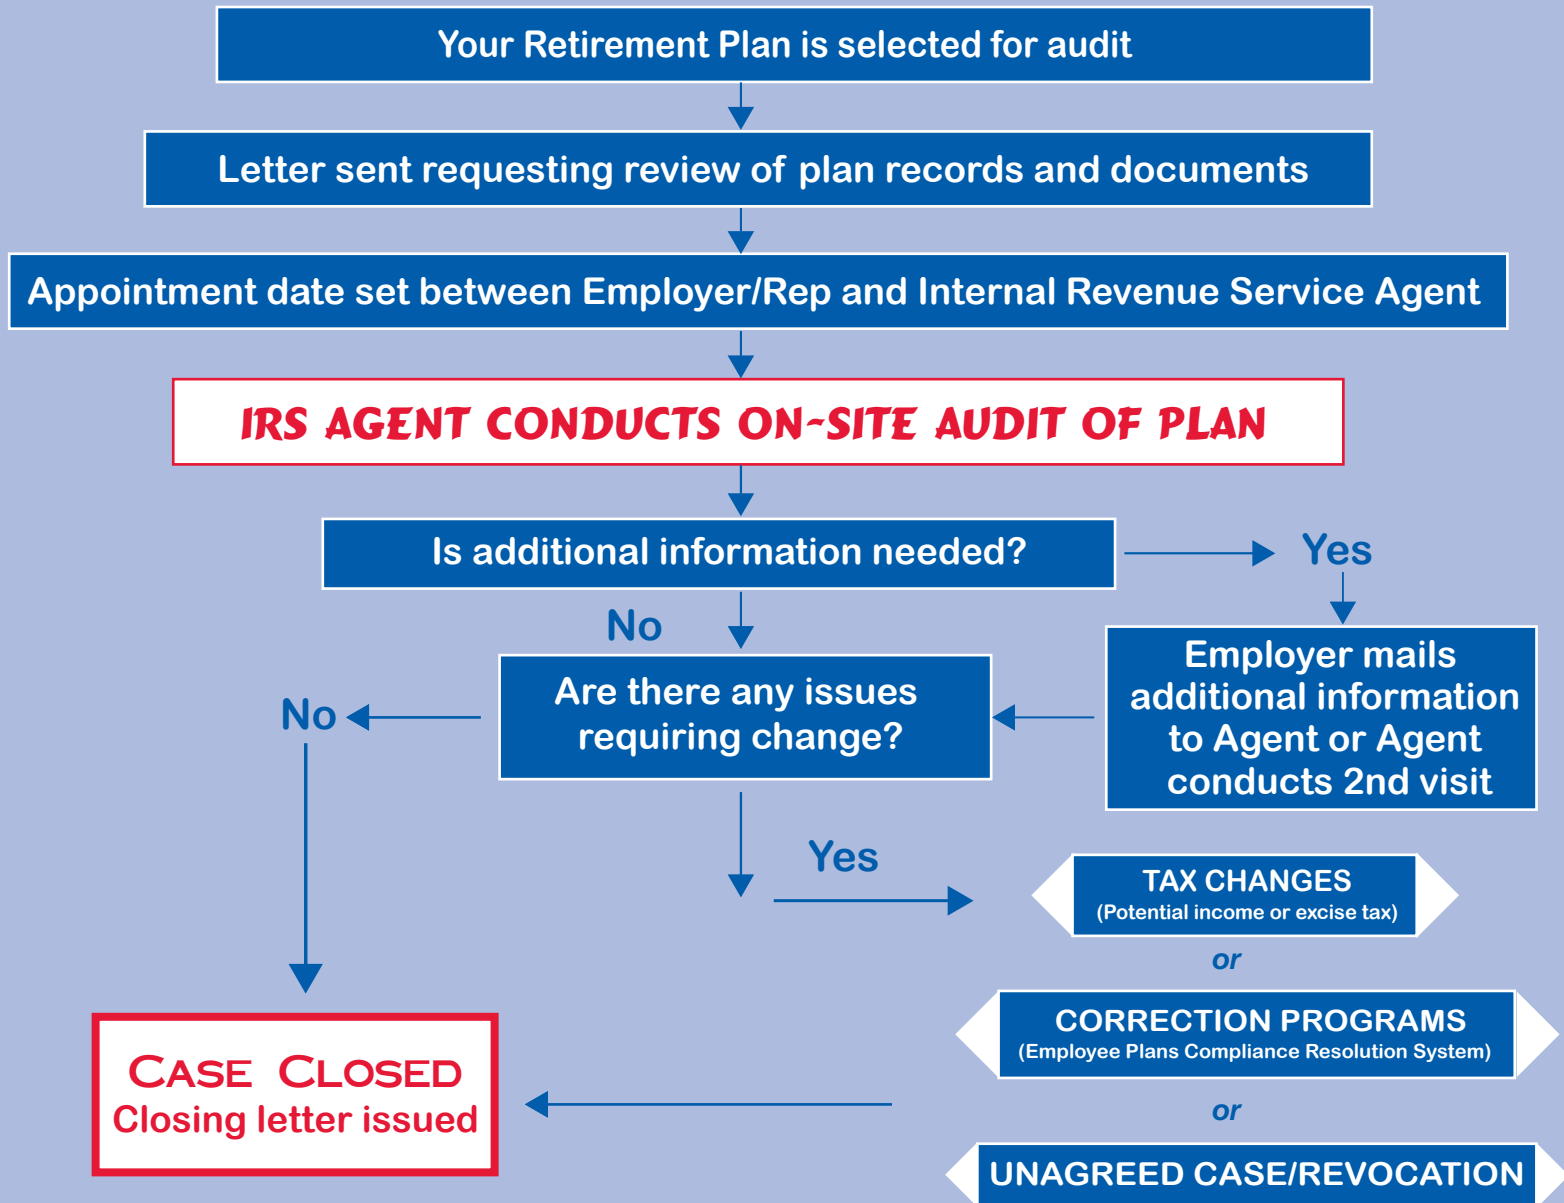 Your Retirement Plan is selected for audit
Letter sent requesting review of plan records and documents
Appointment date set between Employer/Rep and Internal Revenue Service Agent
IRS AGENT CONDUCTS ON-SITE AUDIT OF PLAN
Is additional information needed?
Yes
No
Employer mails
additional information
to Agent or Agent
conducts 2nd visit
Are there any issues
requiring change?
No
Yes
TAX CHANGES
(Potential income or excise tax)
or
CORRECTION PROGRAMS
(Employee Plans Compliance Resolution System)
or
UNAGREED CASE/REVOCATION
CASE CLOSED
Closing letter issued